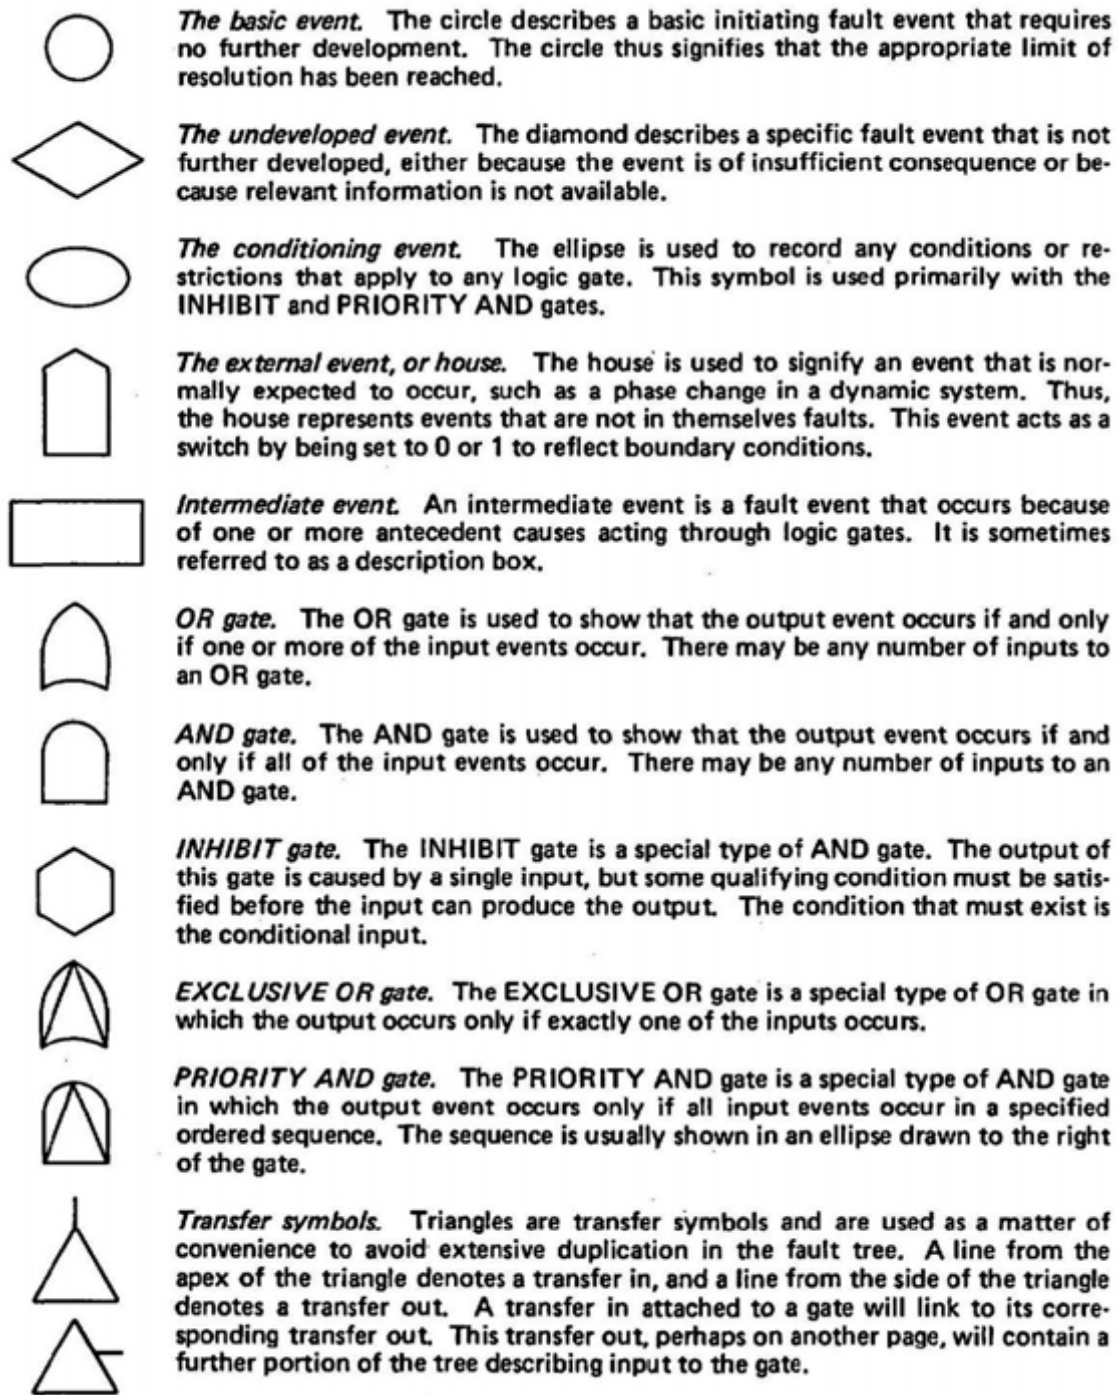 The basic event. The circle describes a basic initiating fault event that requires
no further development. The circle thus signifies that the appropriate limit of
resolution has been reached.
The undeveloped event. The diamond describes a specific fault event that is not
further developed, either because the event is of insufficient consequence or be-
cause relevant information is not available.
The conditioning event. The ellipse is used to record any conditions or re-
strictions that apply to any logic gate. This symbol is used primarily with the
INHIBIT and PRIORITY AND gates.
The external event, or house. The house is used to signify an event that is nor-
mally expected to occur, such as a phase change in a dynamic system. Thus,
the house represents events that are not in themselves faults. This event acts as a
switch by being set to 0 or 1 to reflect boundary conditions.
Intermediate event. An intermediate event is a fault event that occurs because
of one or more antecedent causes acting through logic gates. It is sometimes
referred to as a description box.
OR gate. The OR gate is used to show that the output event occurs if and only
if one or more of the input events occur. There may be any number of inputs to
an OR gate.
AND gate. The AND gate is used to show that the output event occurs if and
only if all of the input events occur. There may be any number of inputs to an
AND gate.
INHIBIT gate. The INHIBIT gate is a special type of AND gate. The output of
this gate is caused by a single input, but some qualifying condition must be satis-
fied before the input can produce the output. The condition that must exist is
the conditional input.
EXCLUSIVE OR gate. The EXCLUSIVE OR gate is a special type of OR gate in
which the output occurs only if exactly one of the inputs occurs.
PRIORITY AND gate. The PRIORITY AND gate is a special type of AND gate
in which the output event occurs only if all input events occur in a specified
ordered sequence. The sequence is usually shown in an ellipse drawn to the right
of the gate.
Transfer symbols. Triangles are transfer symbols and are used as a matter of
convenience to avoid extensive duplication in the fault tree. A line from the
apex of the triangle denotes a transfer in, and a line from the side of the triangle
denotes a transfer out. A transfer in attached to a gate will link to its corre-
sponding transfer out. This transfer out, perhaps on another page, will contain a
further portion of the tree describing input to the gate.